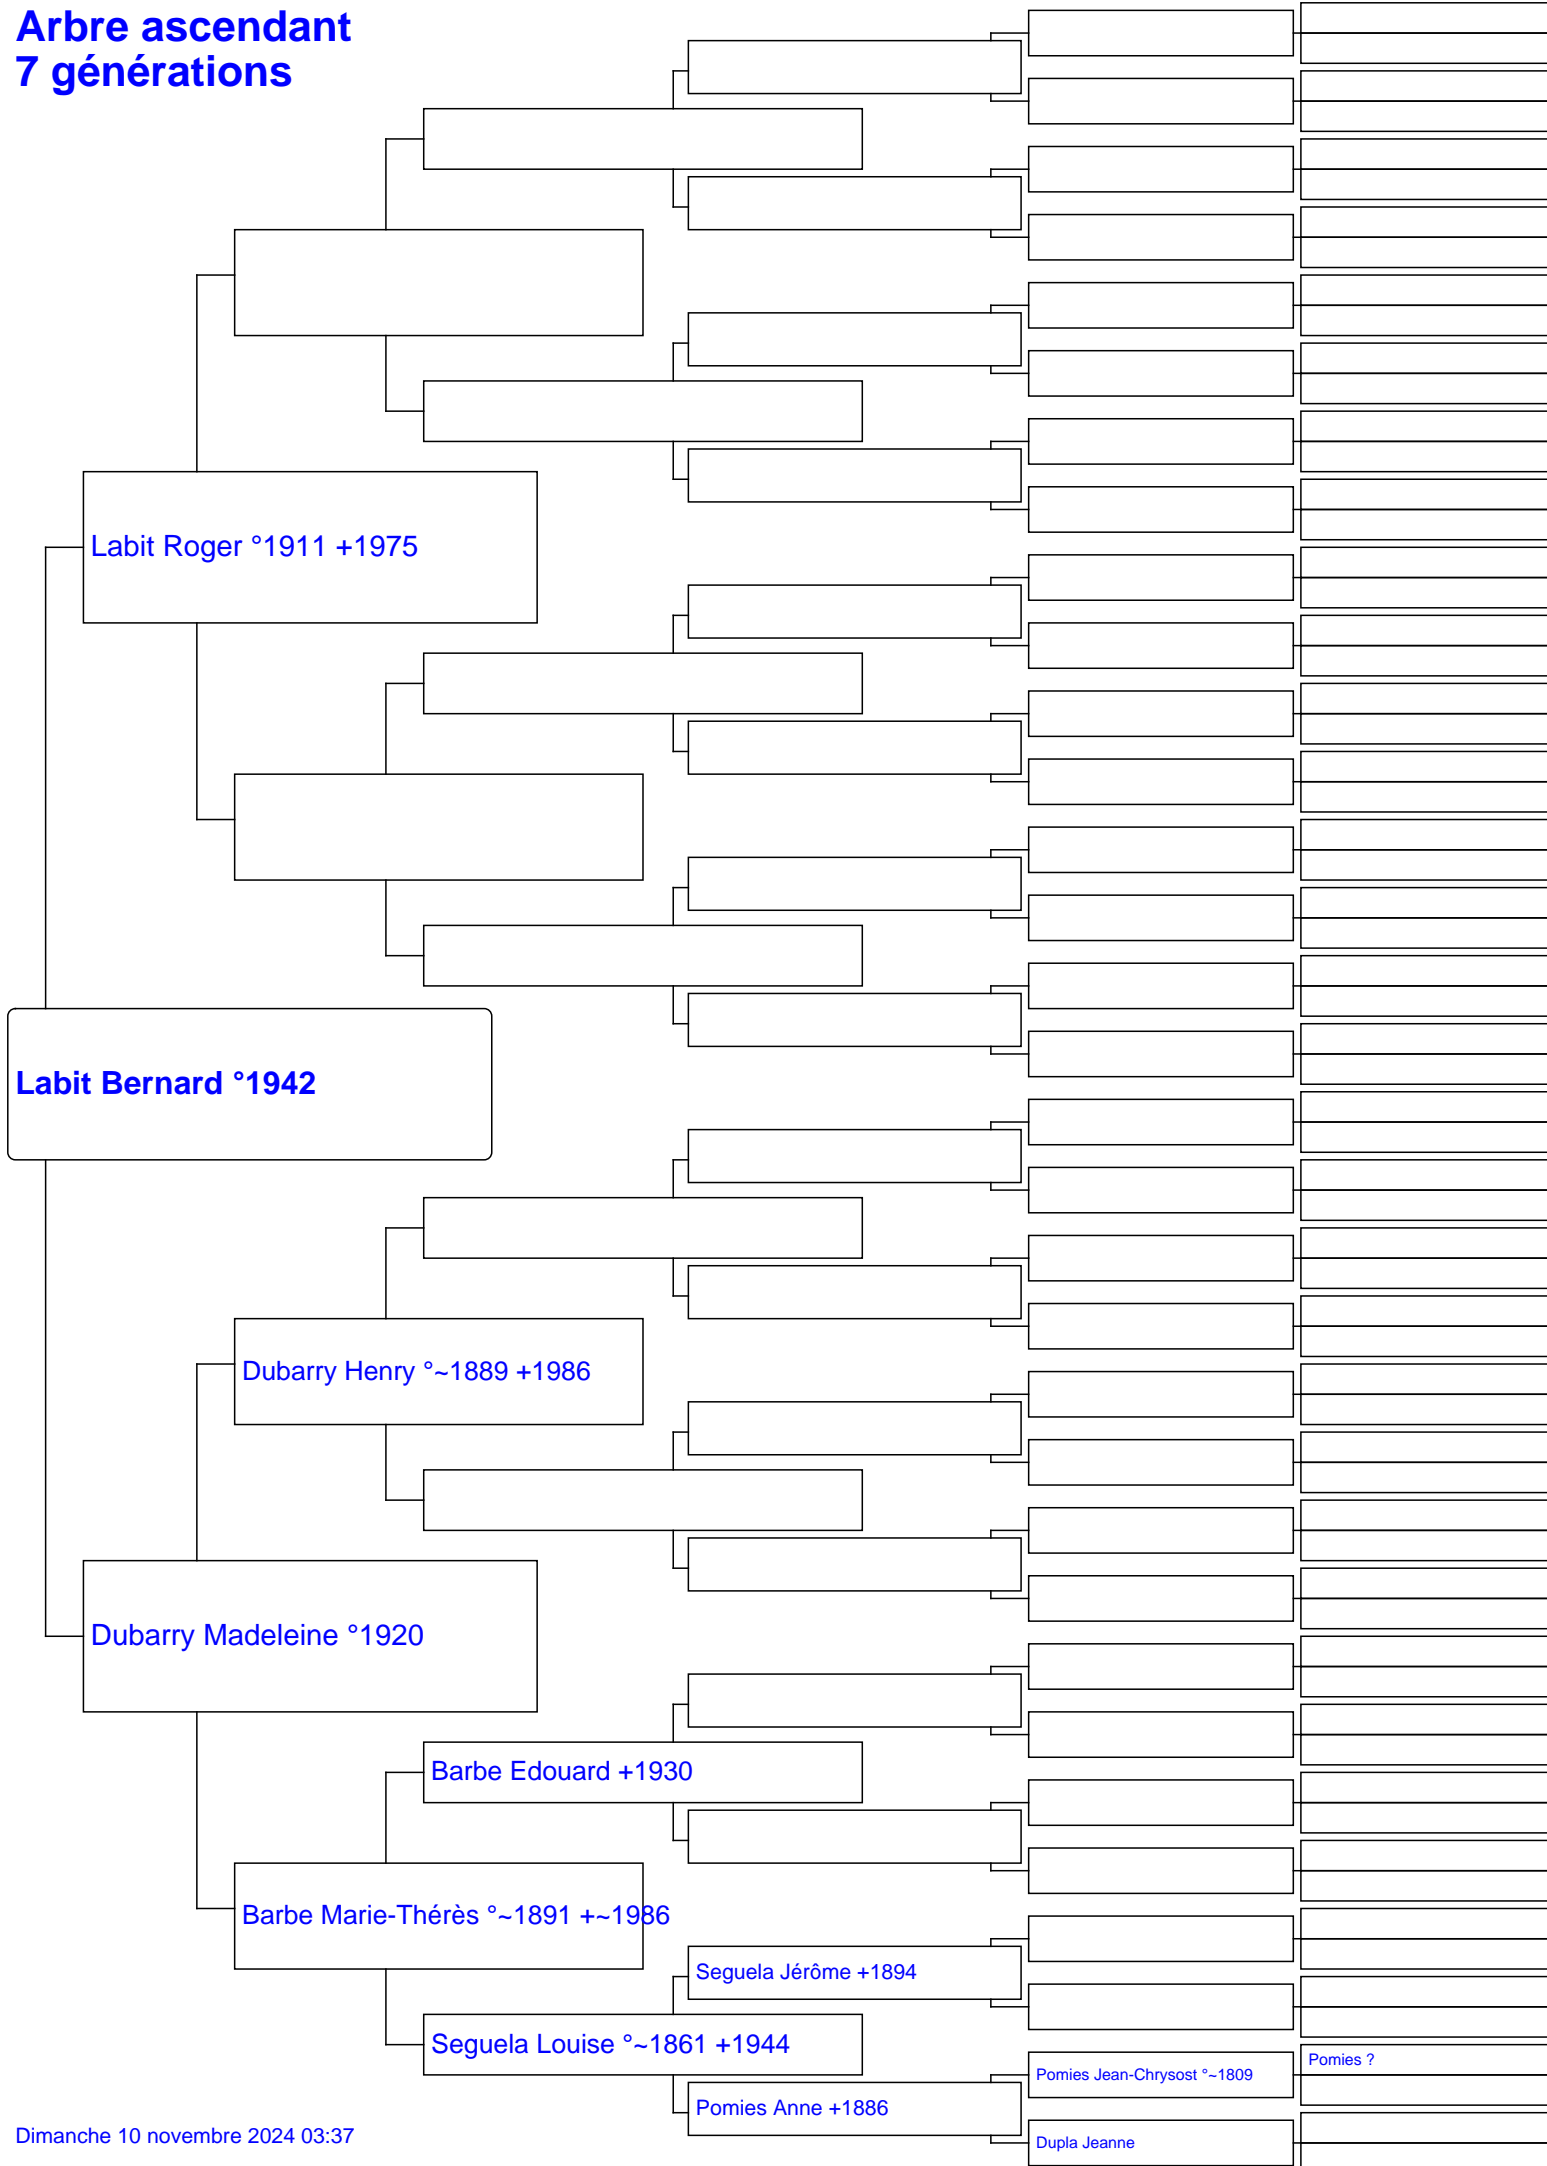 Arbre ascendant
7 générations
Labit Roger °1911 +1975
Labit Bernard °1942
Dubarry Henry °~1889 +1986
Dubarry Madeleine °1920
Barbe Edouard +1930
Barbe Marie-Thérès °~1891 +~1986
Seguela Jérôme +1894
Seguela Louise °~1861 +1944
Pomies ?
Pomies Jean-Chrysost °~1809
Pomies Anne +1886
Dupla Jeanne
Dimanche 10 novembre 2024 03:37